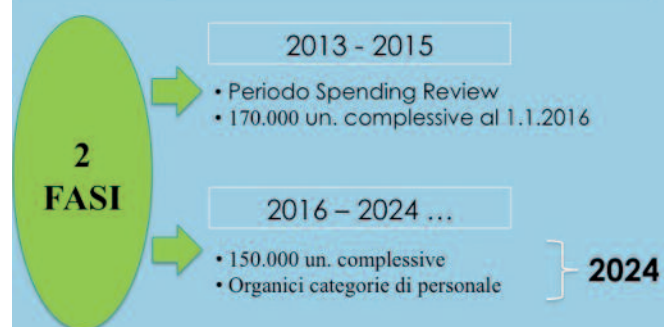 2
FASI
2013 - 2015
• Periodo Spending Review
• 170.000 un. complessive al 1.1.2016
2016 – 2024 ...
• 150.000 un. complessive
• Organici categorie di personale
2024